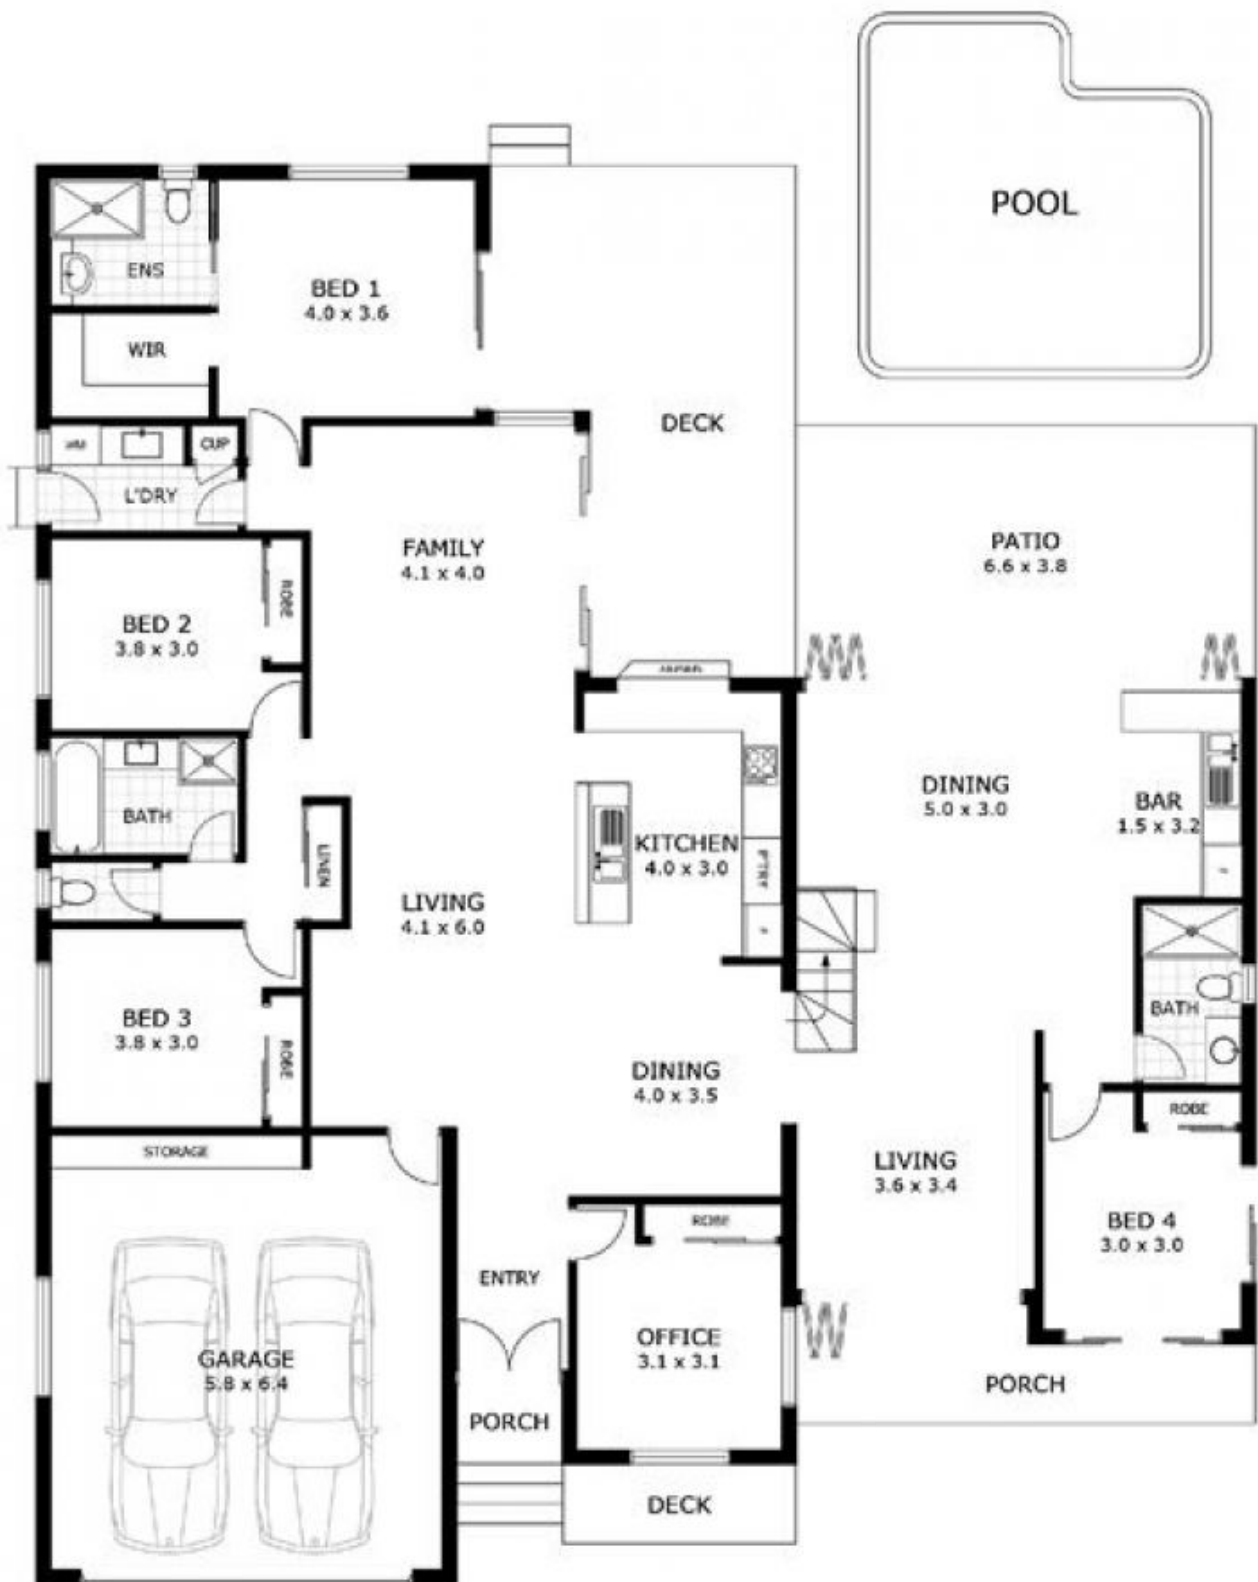 POOL
ENS
BED 1
4.0 x 3.6
WIR
DECK
CUP
L'DRY
FAMILY
4.1 x 4.0
PATIO
6.6 x 3.8
ROBE
BED 2
3.8 x 3.0
DINING
5.0 x 3.0
BAR
1.5 x 3.2
BATH
KITCHEN
4.0 x 3.0
P'TRY
LINEN
LIVING
4.1 x 6.0
BATH
BED 3
3.8 x 3.0
ROBE
DINING
4.0 x 3.5
ROBE
STORAGE
LIVING
3.6 x 3.4
BED 4
3.0 x 3.0
ROBE
ENTRY
OFFICE
3.1 x 3.1
GARAGE
5.8 x 6.4
PORCH
PORCH
DECK